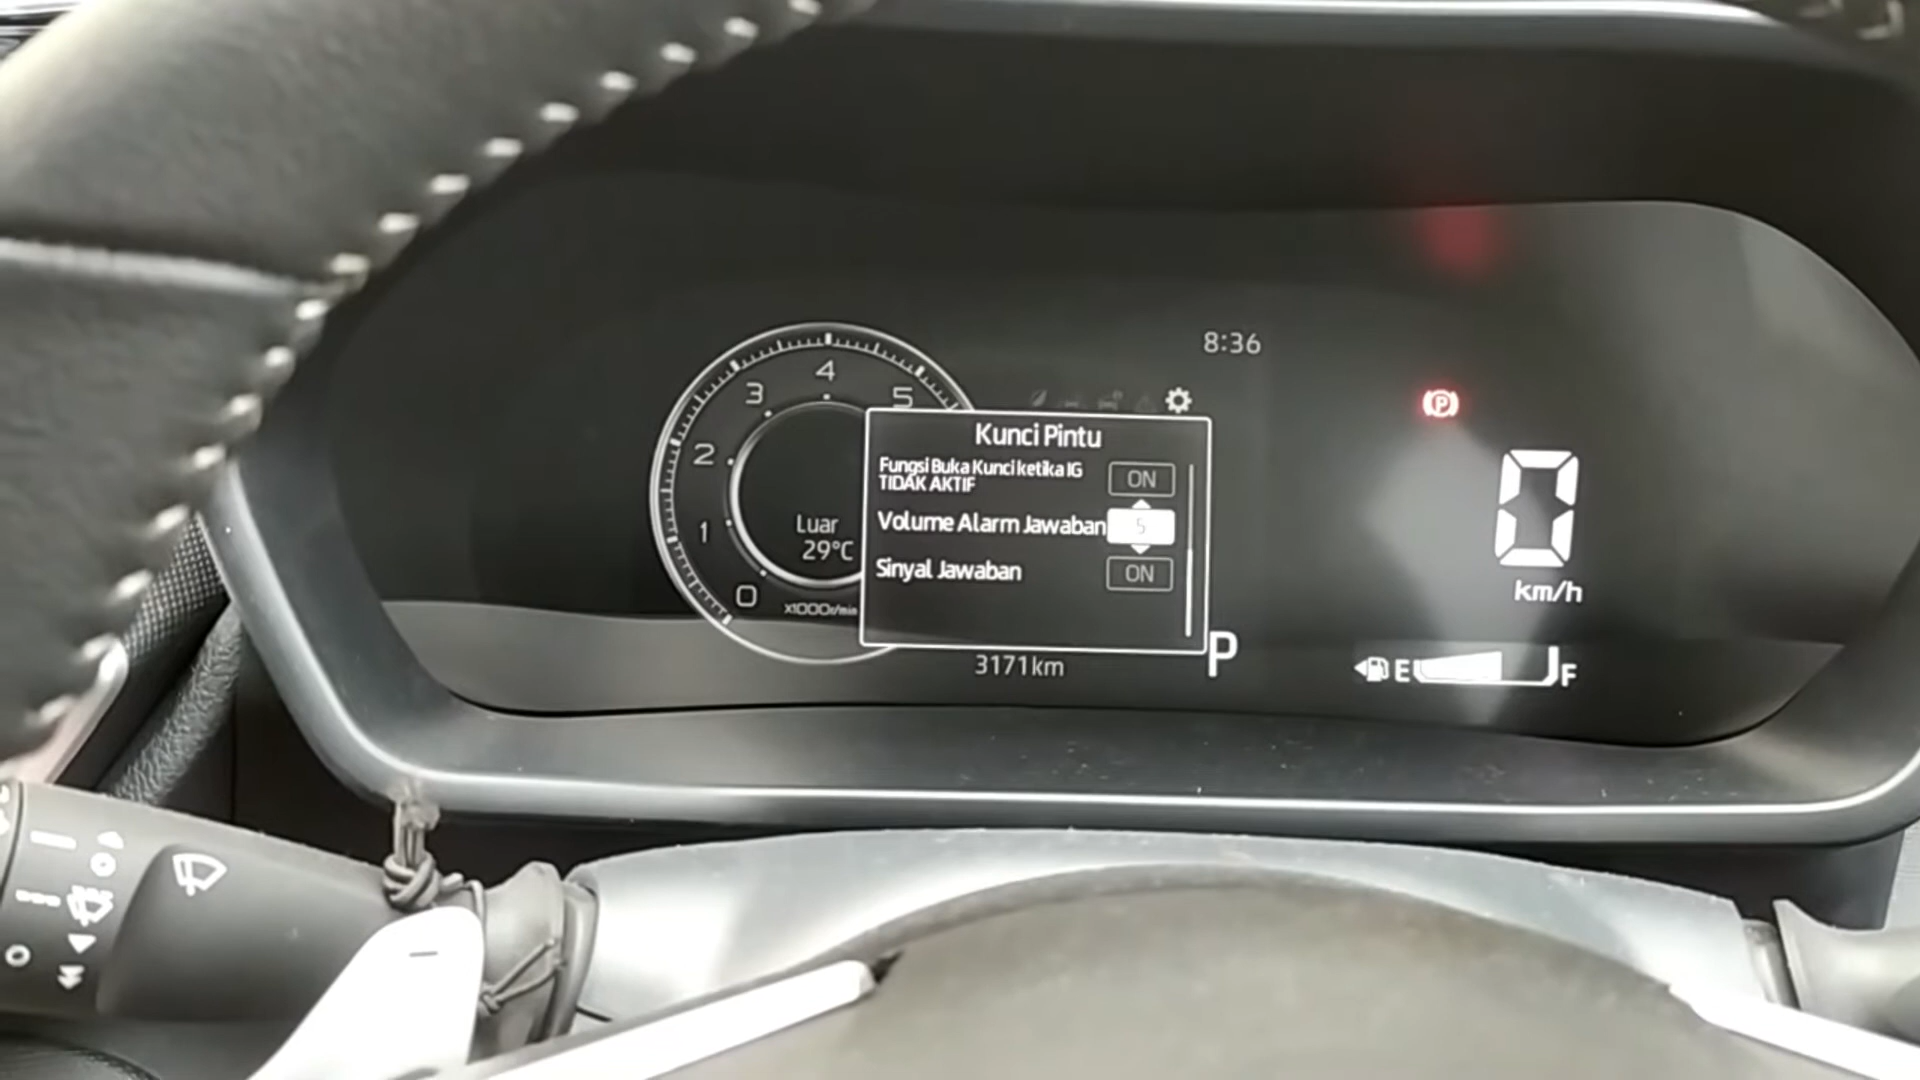 8:36
4
3
5
2
1
0
Luar
29°C
x1000r/min
Kunci Pintu
Fungsi Buka Kunci ketika IG
TIDAK AKTIF
ON
Volume Alarm Jawaban
5
Sinyal Jawaban
ON
P
0
km/h
3171km
P
E
F